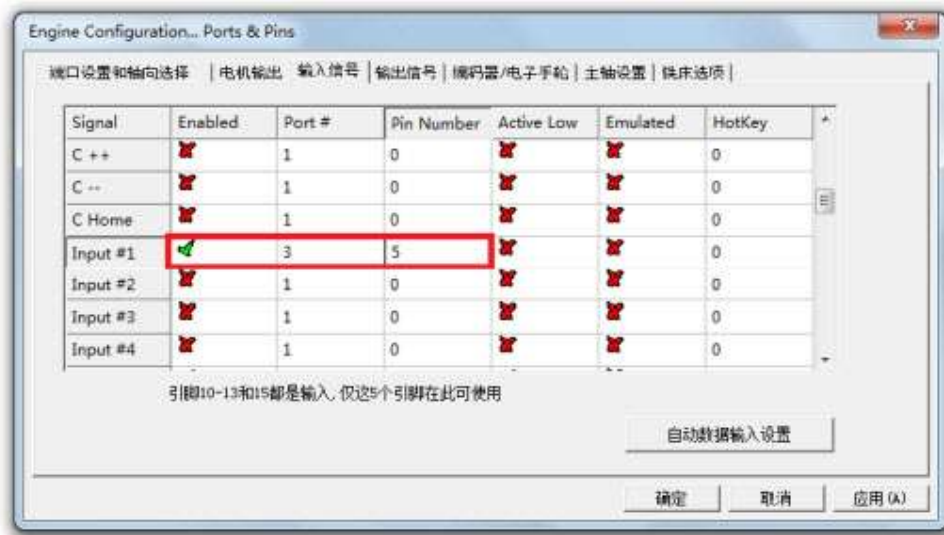 Engine Configuration... Ports & Pins
端口设置和轴向选择 | 电机输出 输入信号 | 输出信号 | 编码器/电子手轮 | 主轴设置 | 铣床选项 |
Signal Enabled Port # Pin Number Active Low Emulated HotKey
C ++ 1 0 0
C -- 1 0 0
C Home 1 0 0
Input #1 3 5 0
Input #2 1 0 0
Input #3 1 0 0
Input #4 1 0 0
引脚10-13和15都是输入, 仅这5个引脚在此可使用
自动数据输入设置
确定 取消 应用(A)